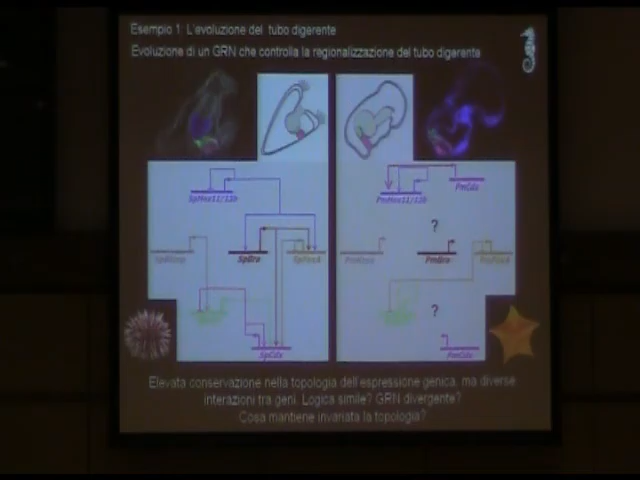 Esempio 1: L'evoluzione del tubo digerente
Evoluzione di un GRN che controlla la regionalizzazione del tubo digerente
SpHox11/13b
PmHox11/13b
PmCdx
?
SpBra
SpFoxA
PmBra
PmFoxA
?
SpCdx
PmCdx
Elevata conservazione nella topologia dell'espressione genica, ma diverse
interazioni tra geni. Logica simile? GRN divergente?
Cosa mantiene invariata la topologia?